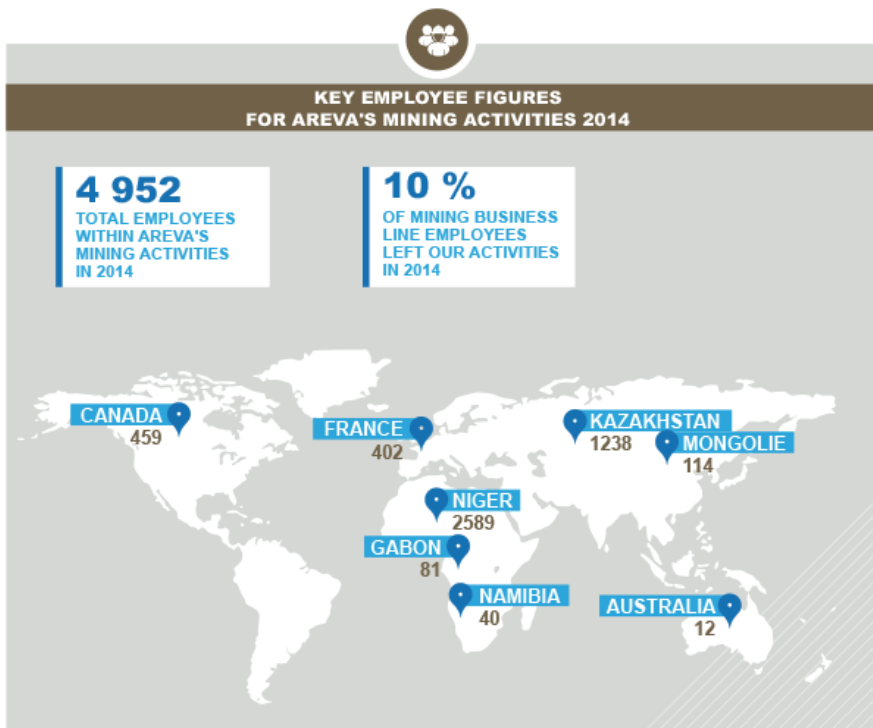 KEY EMPLOYEE FIGURES
FOR AREVA'S MINING ACTIVITIES 2014
4 952
TOTAL EMPLOYEES
WITHIN AREVA'S
MINING ACTIVITIES
IN 2014
10 %
OF MINING BUSINESS
LINE EMPLOYEES
LEFT OUR ACTIVITIES
IN 2014
CANADA
459
FRANCE
402
KAZAKHSTAN
1238
MONGOLIE
114
NIGER
2589
GABON
81
NAMIBIA
40
AUSTRALIA
12